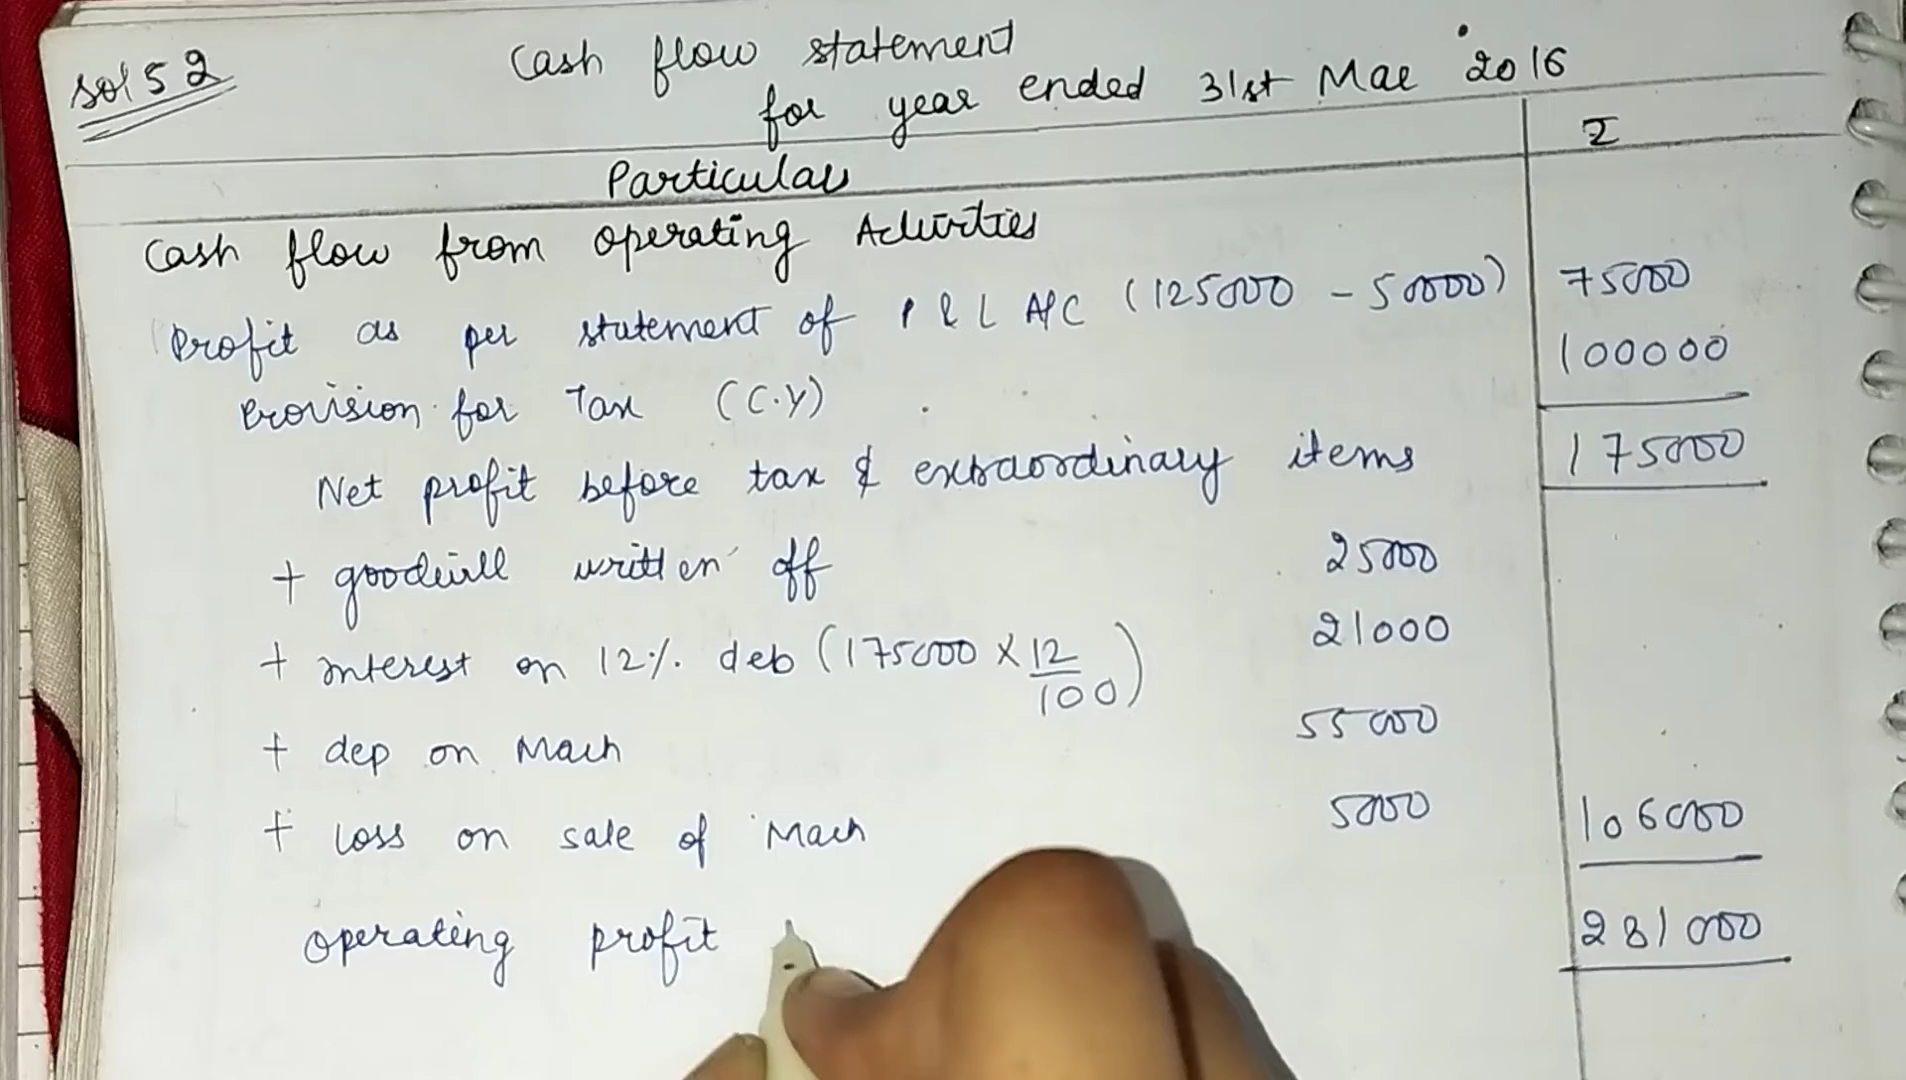 Sol 52
Cash flow statement
for year ended 31st Mar 2016
Particular ₹
Cash flow from operating Activities
Profit as per statement of P & L A/C (125000 - 50000) 75000
Provision for Tax (C.Y) 100000
Net profit before tax & extraordinary items 175000
+ goodwill written off 25000
+ interest on 12% deb (175000 × 12/100) 21000
+ dep on Mach 55000
+ loss on sale of Mach 5000 106000
operating profit 281000